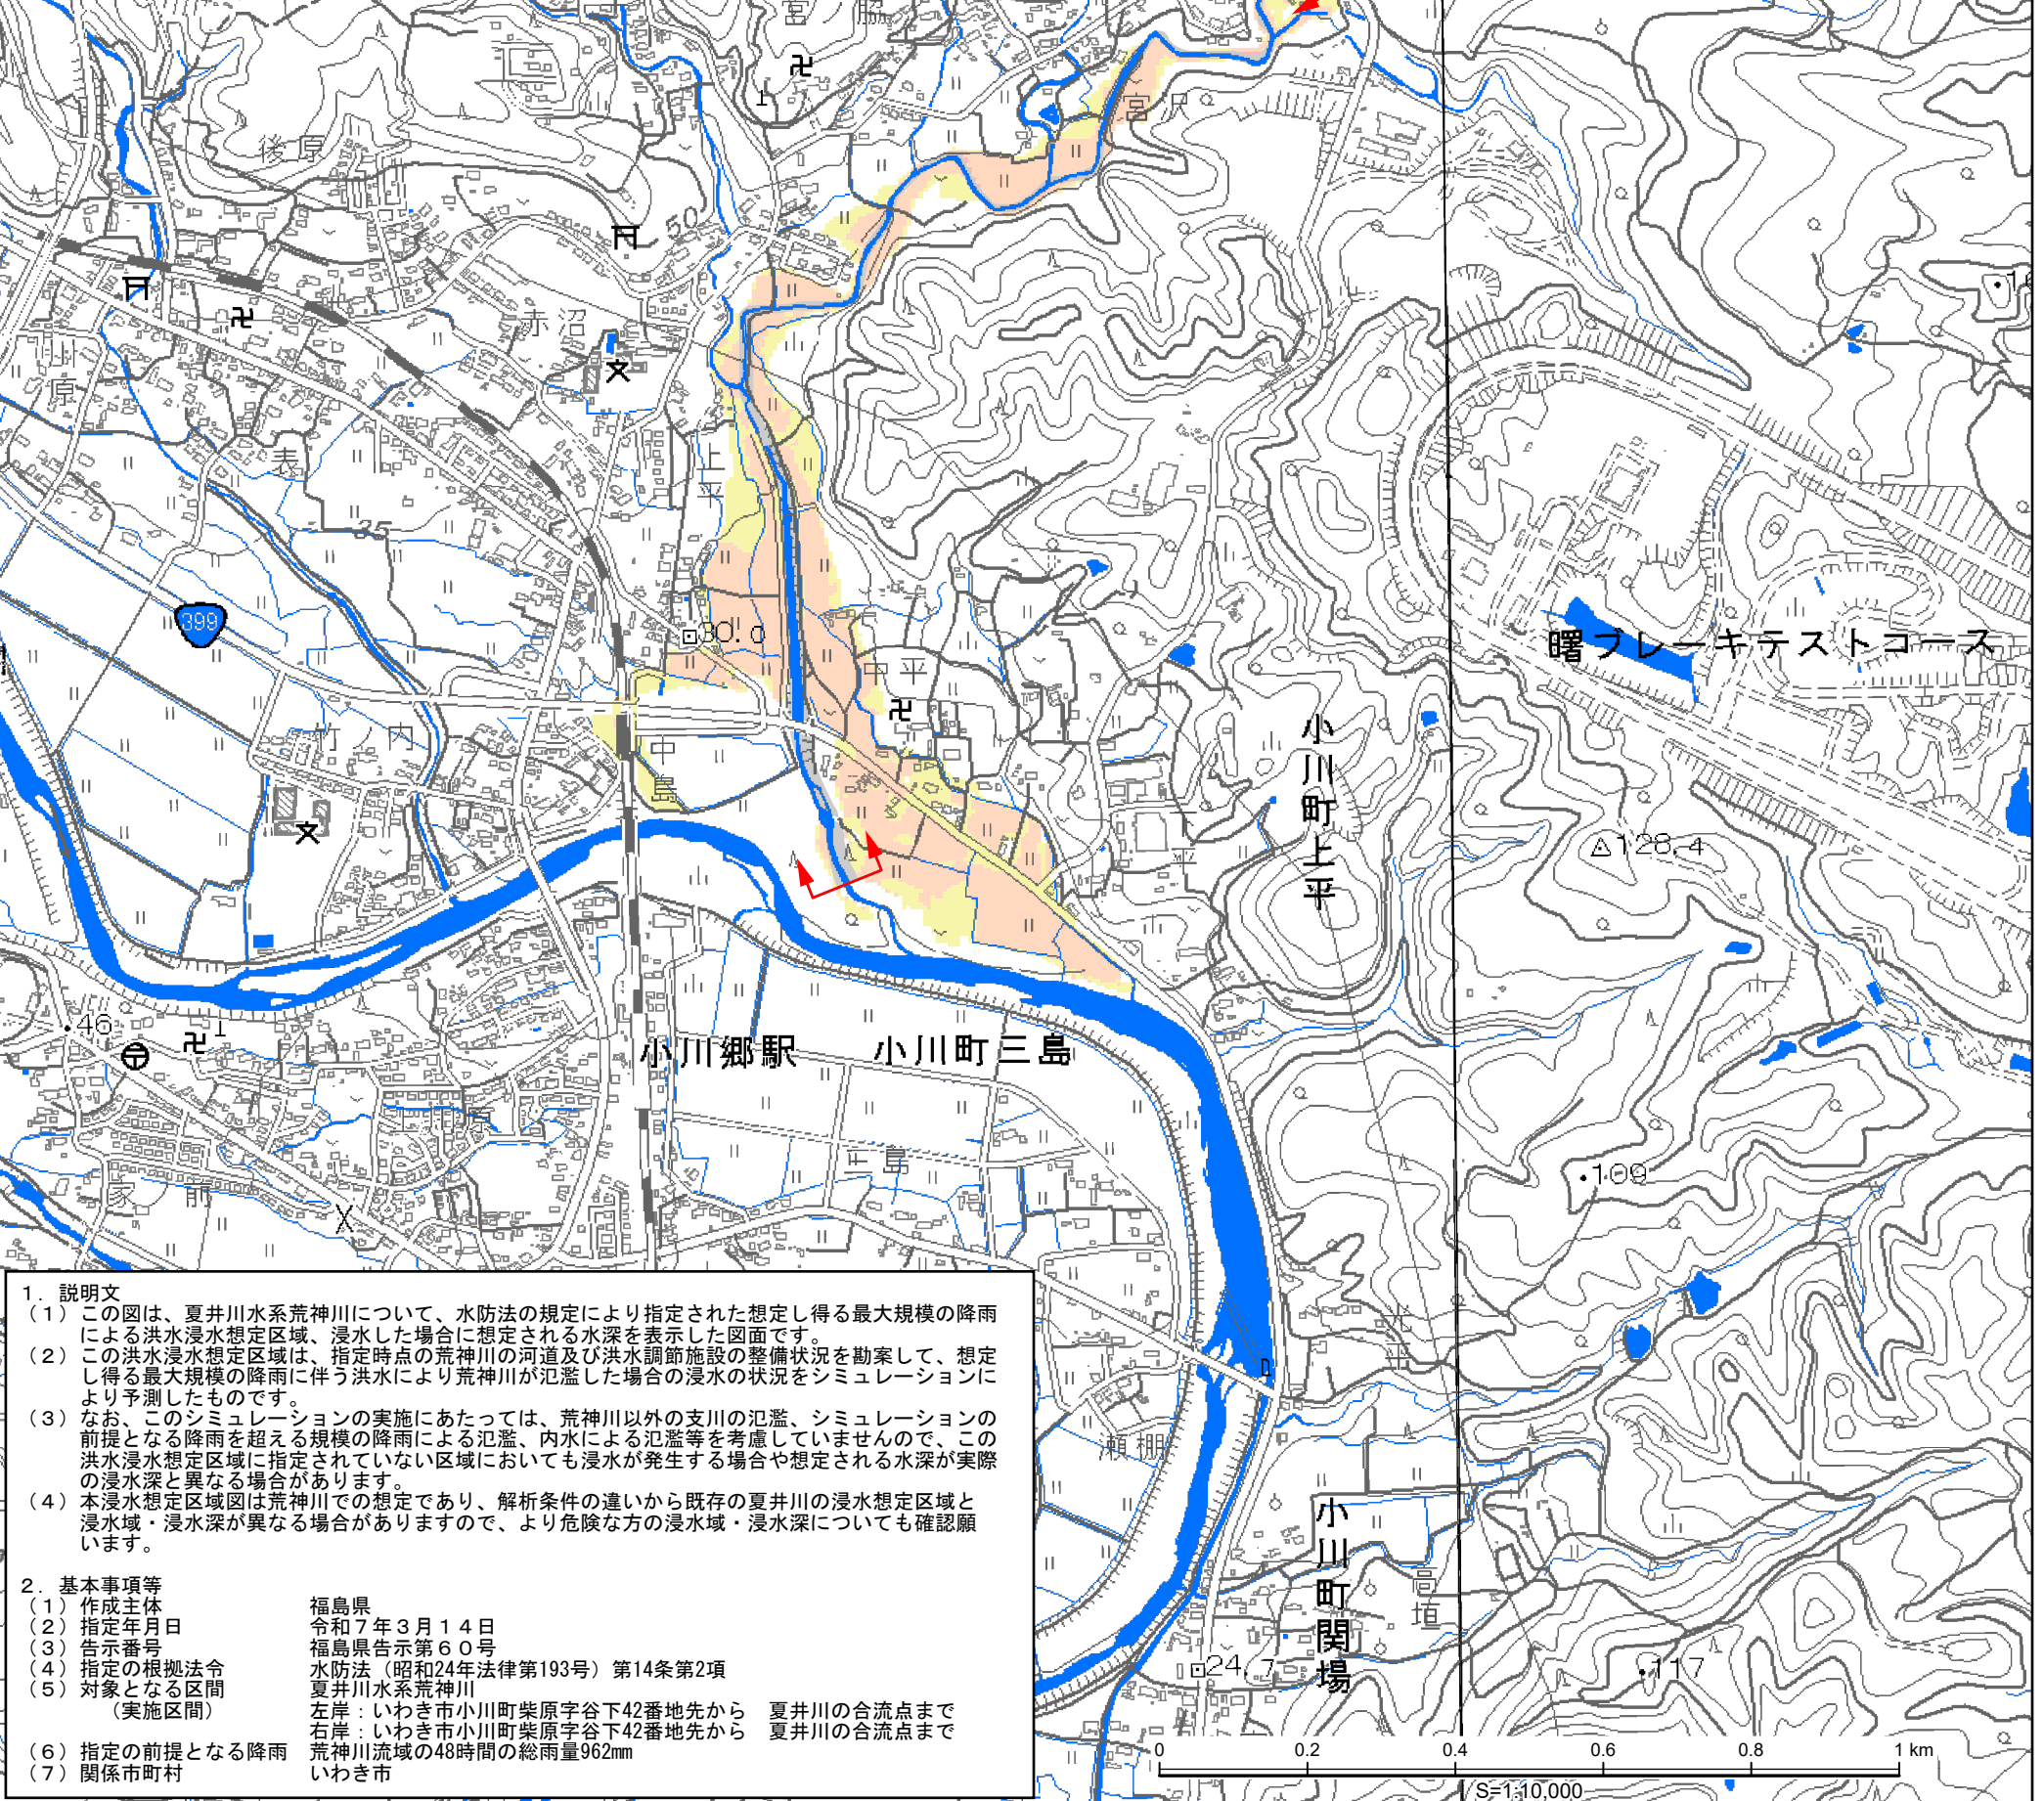 宮脇
宮沢
後原
50
赤沼
川原
表
上平
35
399
30.0
中平
竹ノ内
中島
曙ブレーキテストコース
小川町上平
平
128.4
46
小川郷駅
小川町三島
三島
家ノ前
109
瀬棚
小川町関場
高垣
24.7
117
1．説明文
（1）この図は、夏井川水系荒神川について、水防法の規定により指定された想定し得る最大規模の降雨
による洪水浸水想定区域、浸水した場合に想定される水深を表示した図面です。
（2）この洪水浸水想定区域は、指定時点の荒神川の河道及び洪水調節施設の整備状況を勘案して、想定
し得る最大規模の降雨に伴う洪水により荒神川が氾濫した場合の浸水の状況をシミュレーションに
より予測したものです。
（3）なお、このシミュレーションの実施にあたっては、荒神川以外の支川の氾濫、シミュレーションの
前提となる降雨を超える規模の降雨による氾濫、内水による氾濫等を考慮していませんので、この
洪水浸水想定区域に指定されていない区域においても浸水が発生する場合や想定される水深が実際
の浸水深と異なる場合があります。
（4）本浸水想定区域図は荒神川での想定であり、解析条件の違いから既存の夏井川の浸水想定区域と
浸水域・浸水深が異なる場合がありますので、より危険な方の浸水域・浸水深についても確認願
います。
2．基本事項等
（1）作成主体　福島県
（2）指定年月日　令和７年３月１４日
（3）告示番号　福島県告示第６０号
（4）指定の根拠法令　水防法（昭和24年法律第193号）第14条第2項
（5）対象となる区間　夏井川水系荒神川
（実施区間）　左岸：いわき市小川町柴原字谷下42番地先から　夏井川の合流点まで
右岸：いわき市小川町柴原字谷下42番地先から　夏井川の合流点まで
（6）指定の前提となる降雨　荒神川流域の48時間の総雨量962mm
（7）関係市町村　いわき市
0 0.2 0.4 0.6 0.8 1 km
S=1:10,000